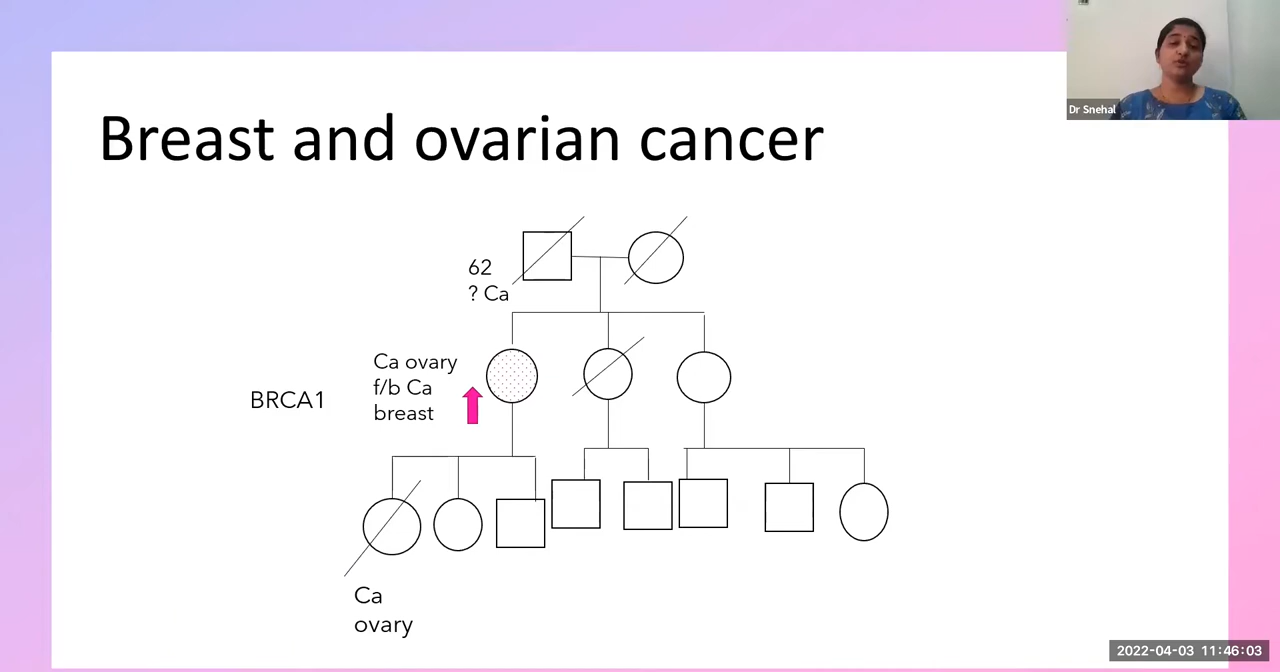 Dr Snehal
Breast and ovarian cancer
62
? Ca
Ca ovary
f/b Ca
breast
BRCA1
Ca
ovary
2022-04-03 11:46:03